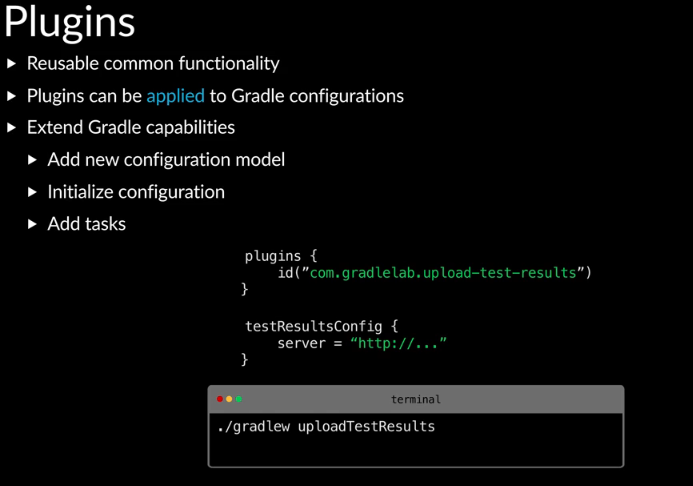 Plugins
Reusable common functionality
Plugins can be applied to Gradle configurations
Extend Gradle capabilities
Add new configuration model
Initialize configuration
Add tasks
plugins {
id(”com.gradlelab.upload-test-results”)
}
testResultsConfig {
server = “http://...”
}
terminal
./gradlew uploadTestResults